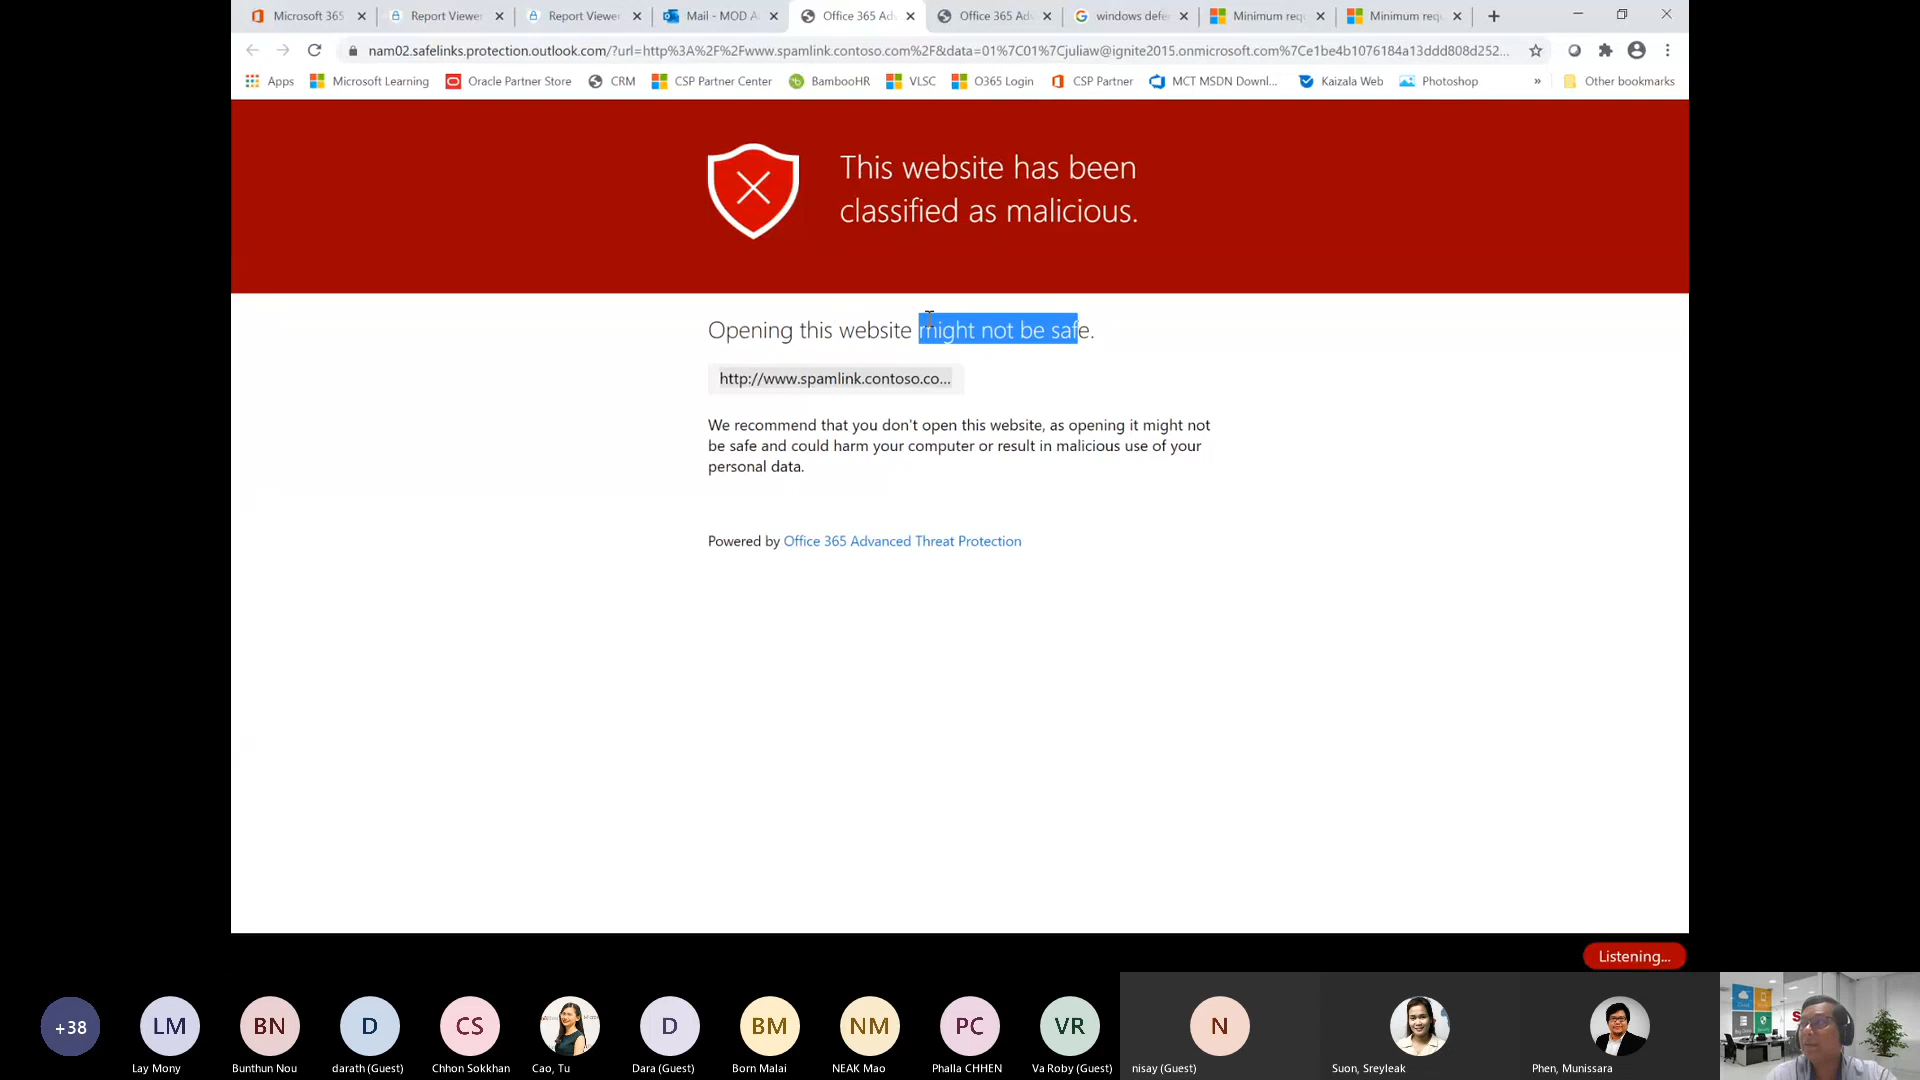 Microsoft 365
Report Viewer
Report Viewer
Mail - MOD A
Office 365 Ad
Office 365 Ad
windows defe
Minimum req
Minimum req
nam02.safelinks.protection.outlook.com/?url=http%3A%2F%2Fwww.spamlink.contoso.com%2F&data=01%7C01%7Cjuliaw@ignite2015.onmicrosoft.com%7Ce1be4b1076184a13ddd808d252...
Apps
Microsoft Learning
Oracle Partner Store
CRM
CSP Partner Center
BambooHR
VLSC
O365 Login
CSP Partner
MCT MSDN Downl...
Kaizala Web
Photoshop
»
Other bookmarks
This website has been
classified as malicious.
Opening this website might not be safe.
http://www.spamlink.contoso.co...
We recommend that you don't open this website, as opening it might not
be safe and could harm your computer or result in malicious use of your
personal data.
Powered by Office 365 Advanced Threat Protection
Listening...
+38
LM
BN
D
CS
D
BM
NM
PC
VR
N
Lay Mony
Bunthun Nou
darath (Guest)
Chhon Sokkhan
Cao, Tu
Dara (Guest)
Born Malai
NEAK Mao
Phalla CHHEN
Va Roby (Guest)
nisay (Guest)
Suon, Sreyleak
Phen, Munissara